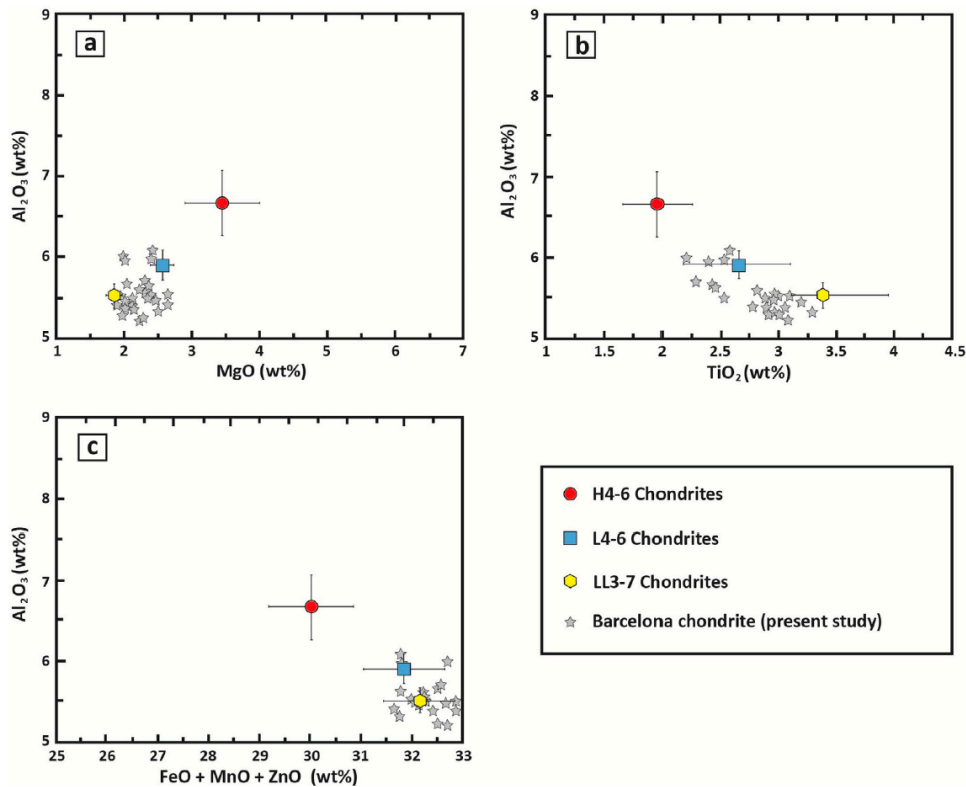 a
9
8
7
6
5
Al₂O₃ (wt%)
1 2 3 4 5 6 7
MgO (wt%)
b
9
8
7
6
5
Al₂O₃ (wt%)
1 1.5 2 2.5 3 3.5 4 4.5
TiO₂ (wt%)
c
9
8
7
6
5
Al₂O₃ (wt%)
25 26 27 28 29 30 31 32 33
FeO + MnO + ZnO (wt%)
H4-6 Chondrites
L4-6 Chondrites
LL3-7 Chondrites
Barcelona chondrite (present study)